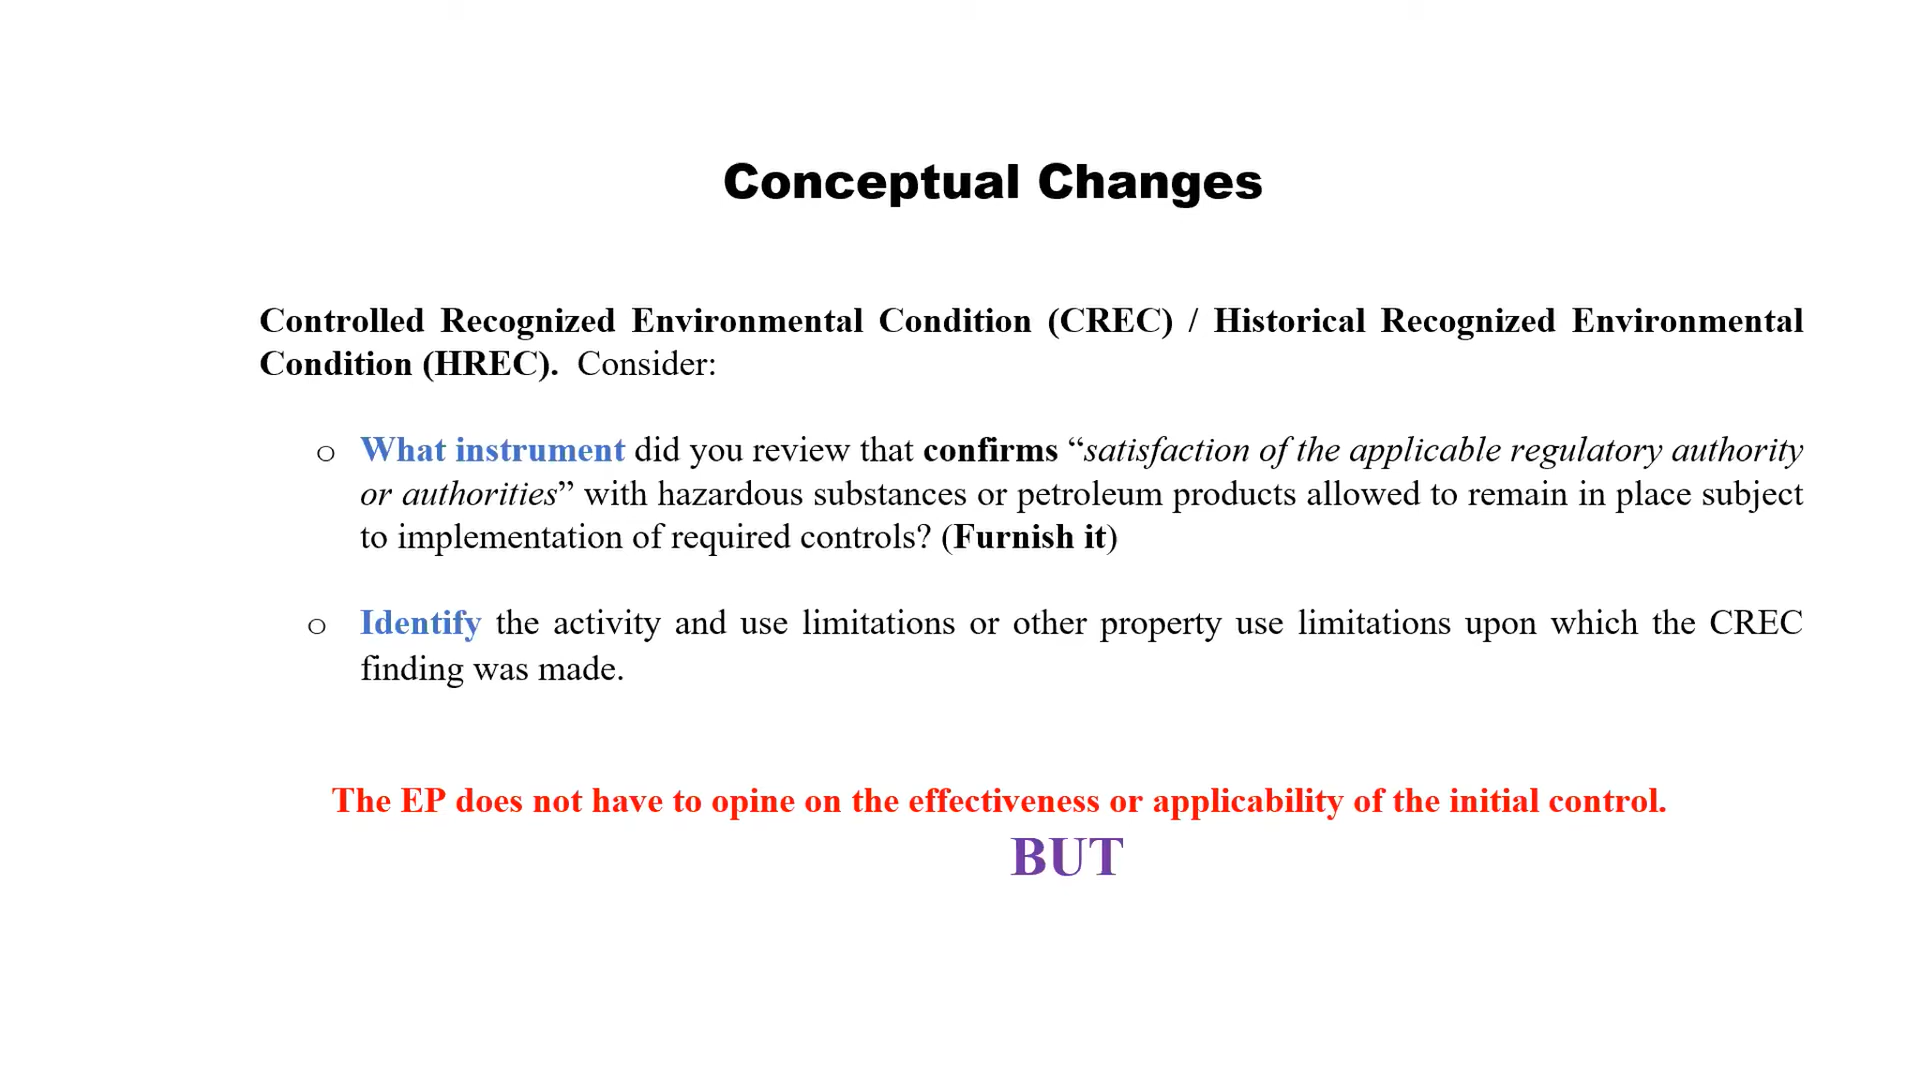 Conceptual Changes
Controlled Recognized Environmental Condition (CREC) / Historical Recognized Environmental
Condition (HREC). Consider:
o What instrument did you review that confirms “satisfaction of the applicable regulatory authority
or authorities” with hazardous substances or petroleum products allowed to remain in place subject
to implementation of required controls? (Furnish it)
o Identify the activity and use limitations or other property use limitations upon which the CREC
finding was made.
The EP does not have to opine on the effectiveness or applicability of the initial control.
BUT